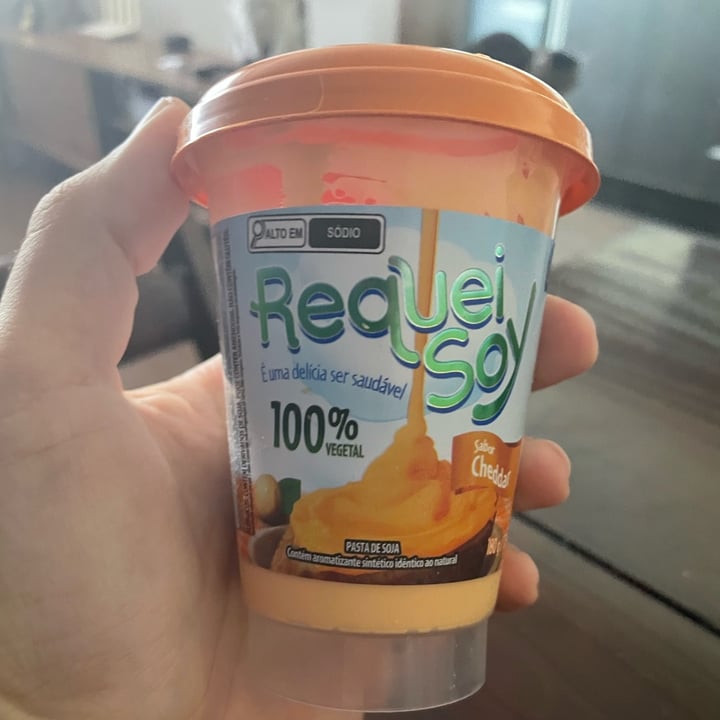 ALTO EM SÓDIO
Requei
Soy
É uma delícia ser saudável
100%
VEGETAL
Sabor
Cheddar
PASTA DE SOJA
Contém aromatizante sintético idêntico ao natural